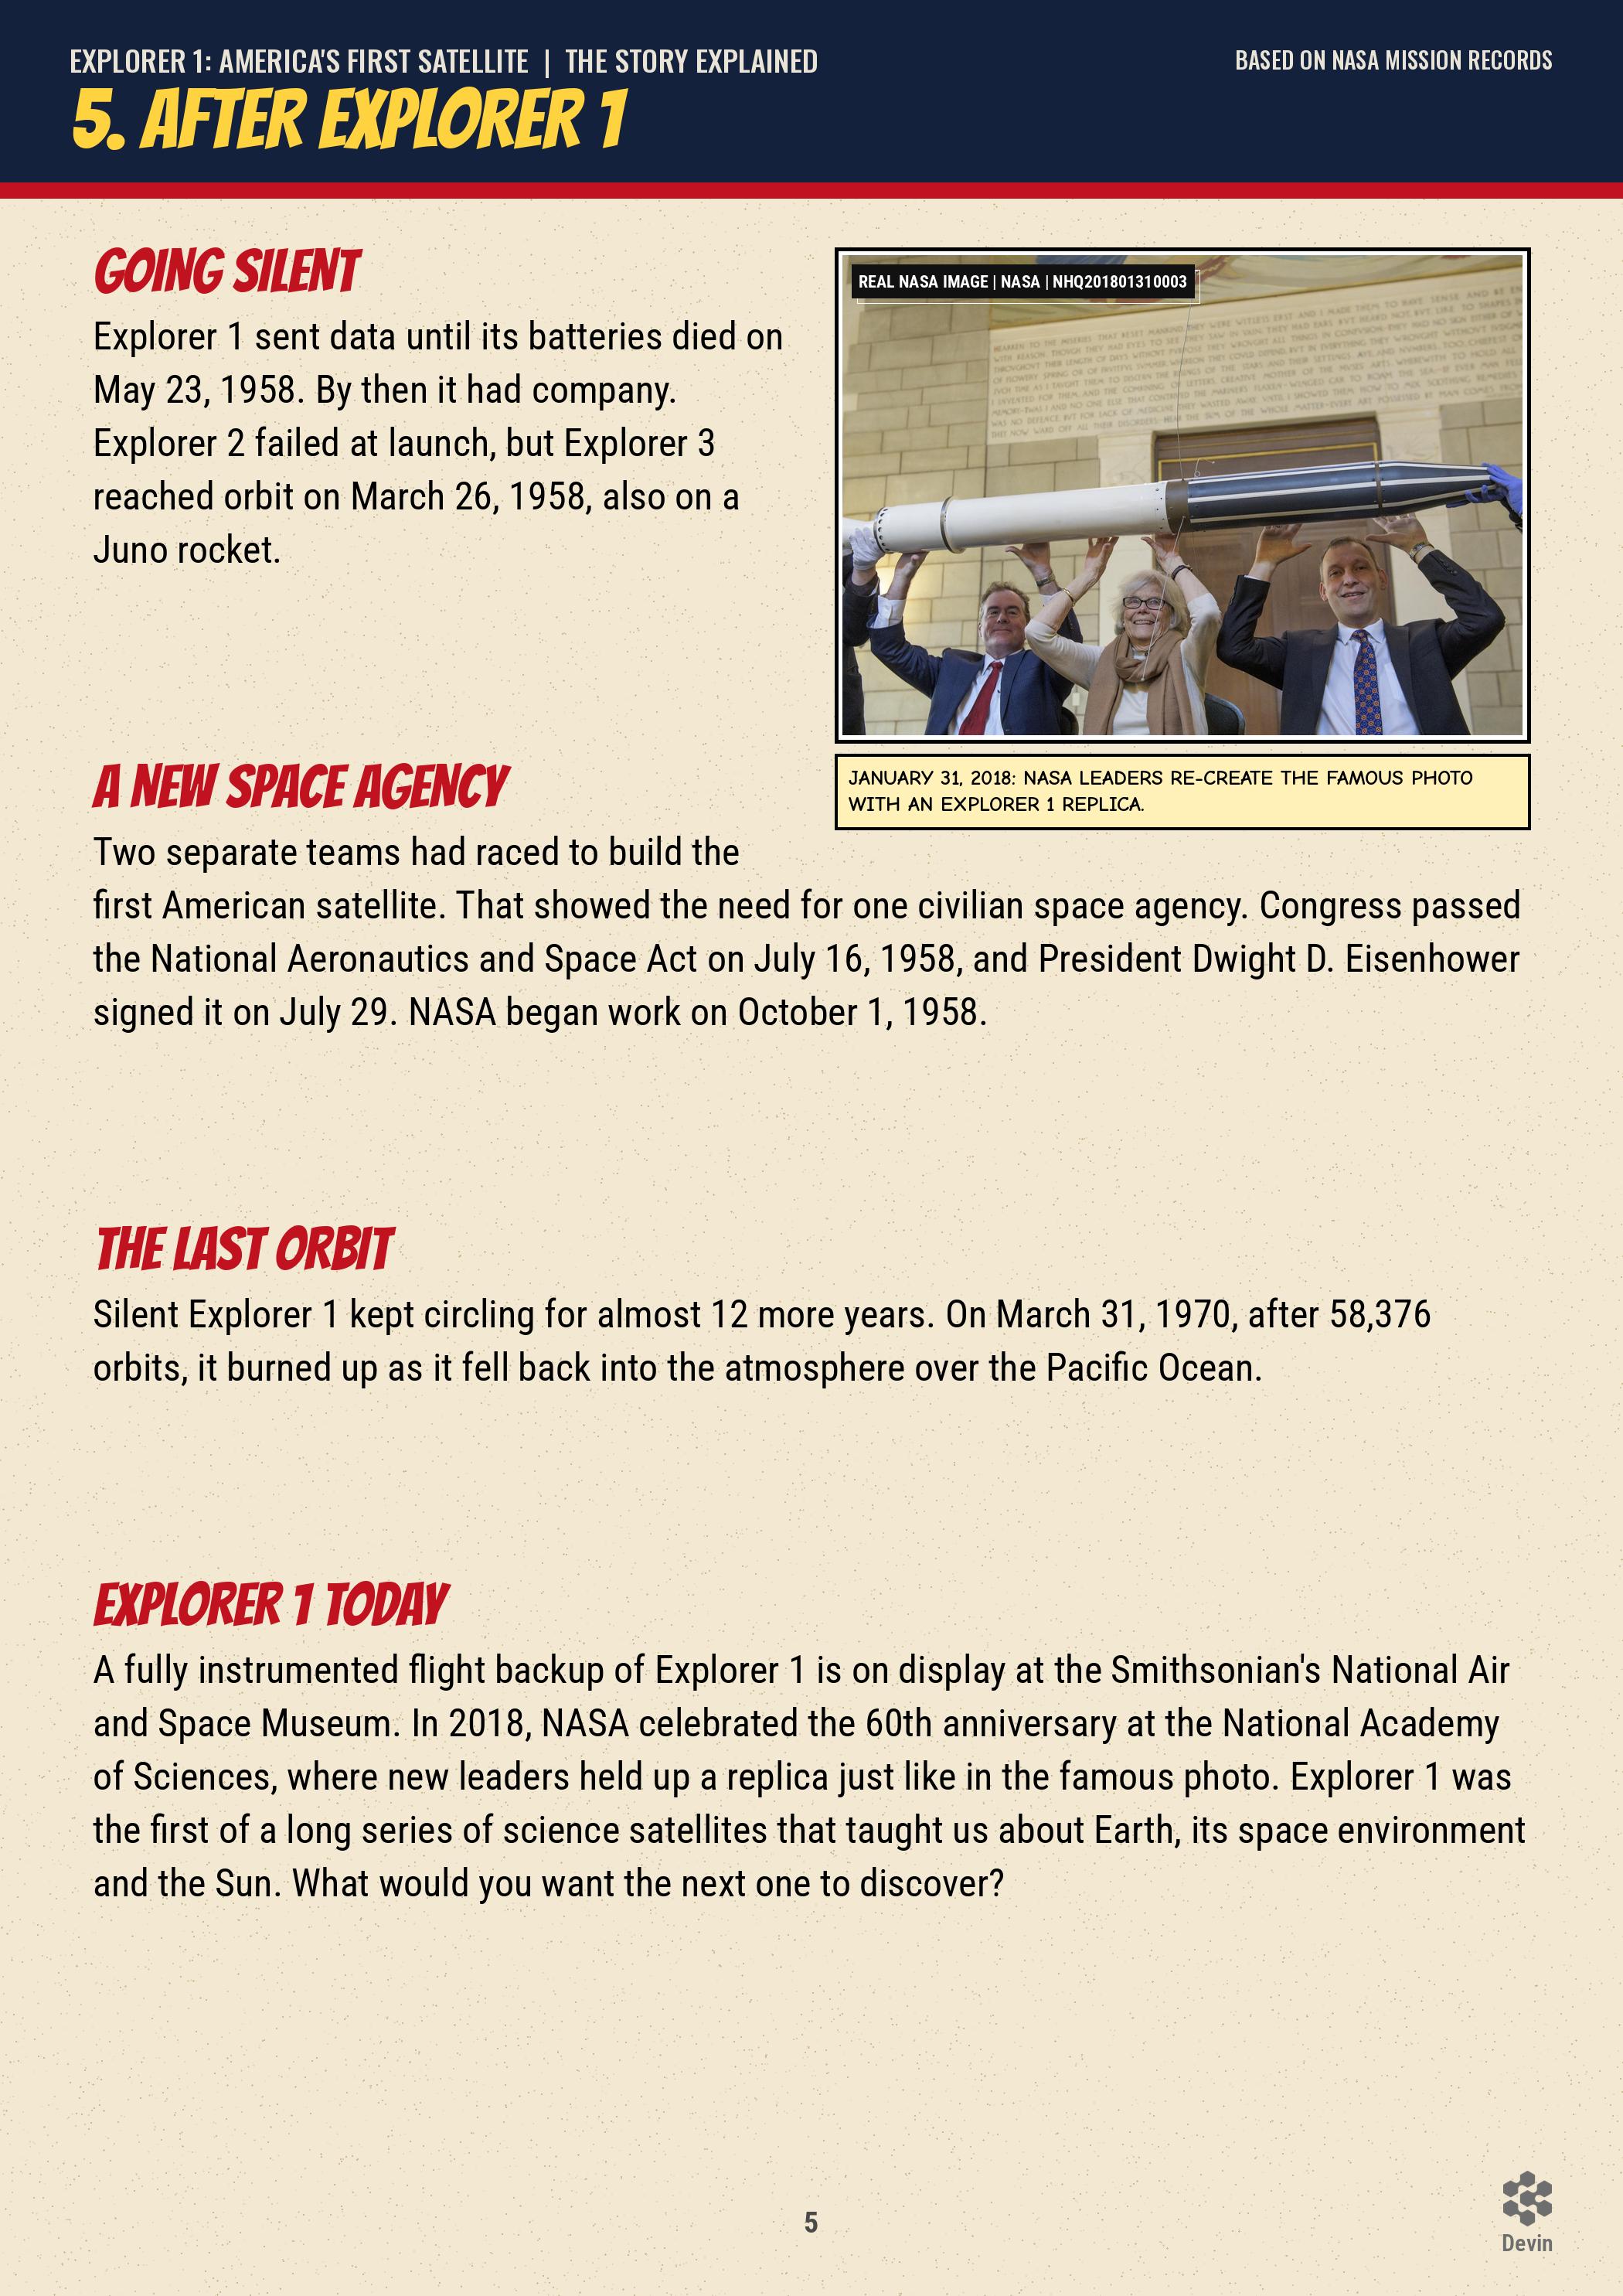 EXPLORER 1: AMERICA'S FIRST SATELLITE | THE STORY EXPLAINED
BASED ON NASA MISSION RECORDS
5. AFTER EXPLORER 1
GOING SILENT
Explorer 1 sent data until its batteries died on
May 23, 1958. By then it had company.
Explorer 2 failed at launch, but Explorer 3
reached orbit on March 26, 1958, also on a
Juno rocket.
REAL NASA IMAGE | NASA | NHQ201801310003
JANUARY 31, 2018: NASA LEADERS RE-CREATE THE FAMOUS PHOTO
WITH AN EXPLORER 1 REPLICA.
A NEW SPACE AGENCY
Two separate teams had raced to build the
first American satellite. That showed the need for one civilian space agency. Congress passed
the National Aeronautics and Space Act on July 16, 1958, and President Dwight D. Eisenhower
signed it on July 29. NASA began work on October 1, 1958.
THE LAST ORBIT
Silent Explorer 1 kept circling for almost 12 more years. On March 31, 1970, after 58,376
orbits, it burned up as it fell back into the atmosphere over the Pacific Ocean.
EXPLORER 1 TODAY
A fully instrumented flight backup of Explorer 1 is on display at the Smithsonian's National Air
and Space Museum. In 2018, NASA celebrated the 60th anniversary at the National Academy
of Sciences, where new leaders held up a replica just like in the famous photo. Explorer 1 was
the first of a long series of science satellites that taught us about Earth, its space environment
and the Sun. What would you want the next one to discover?
5
Devin